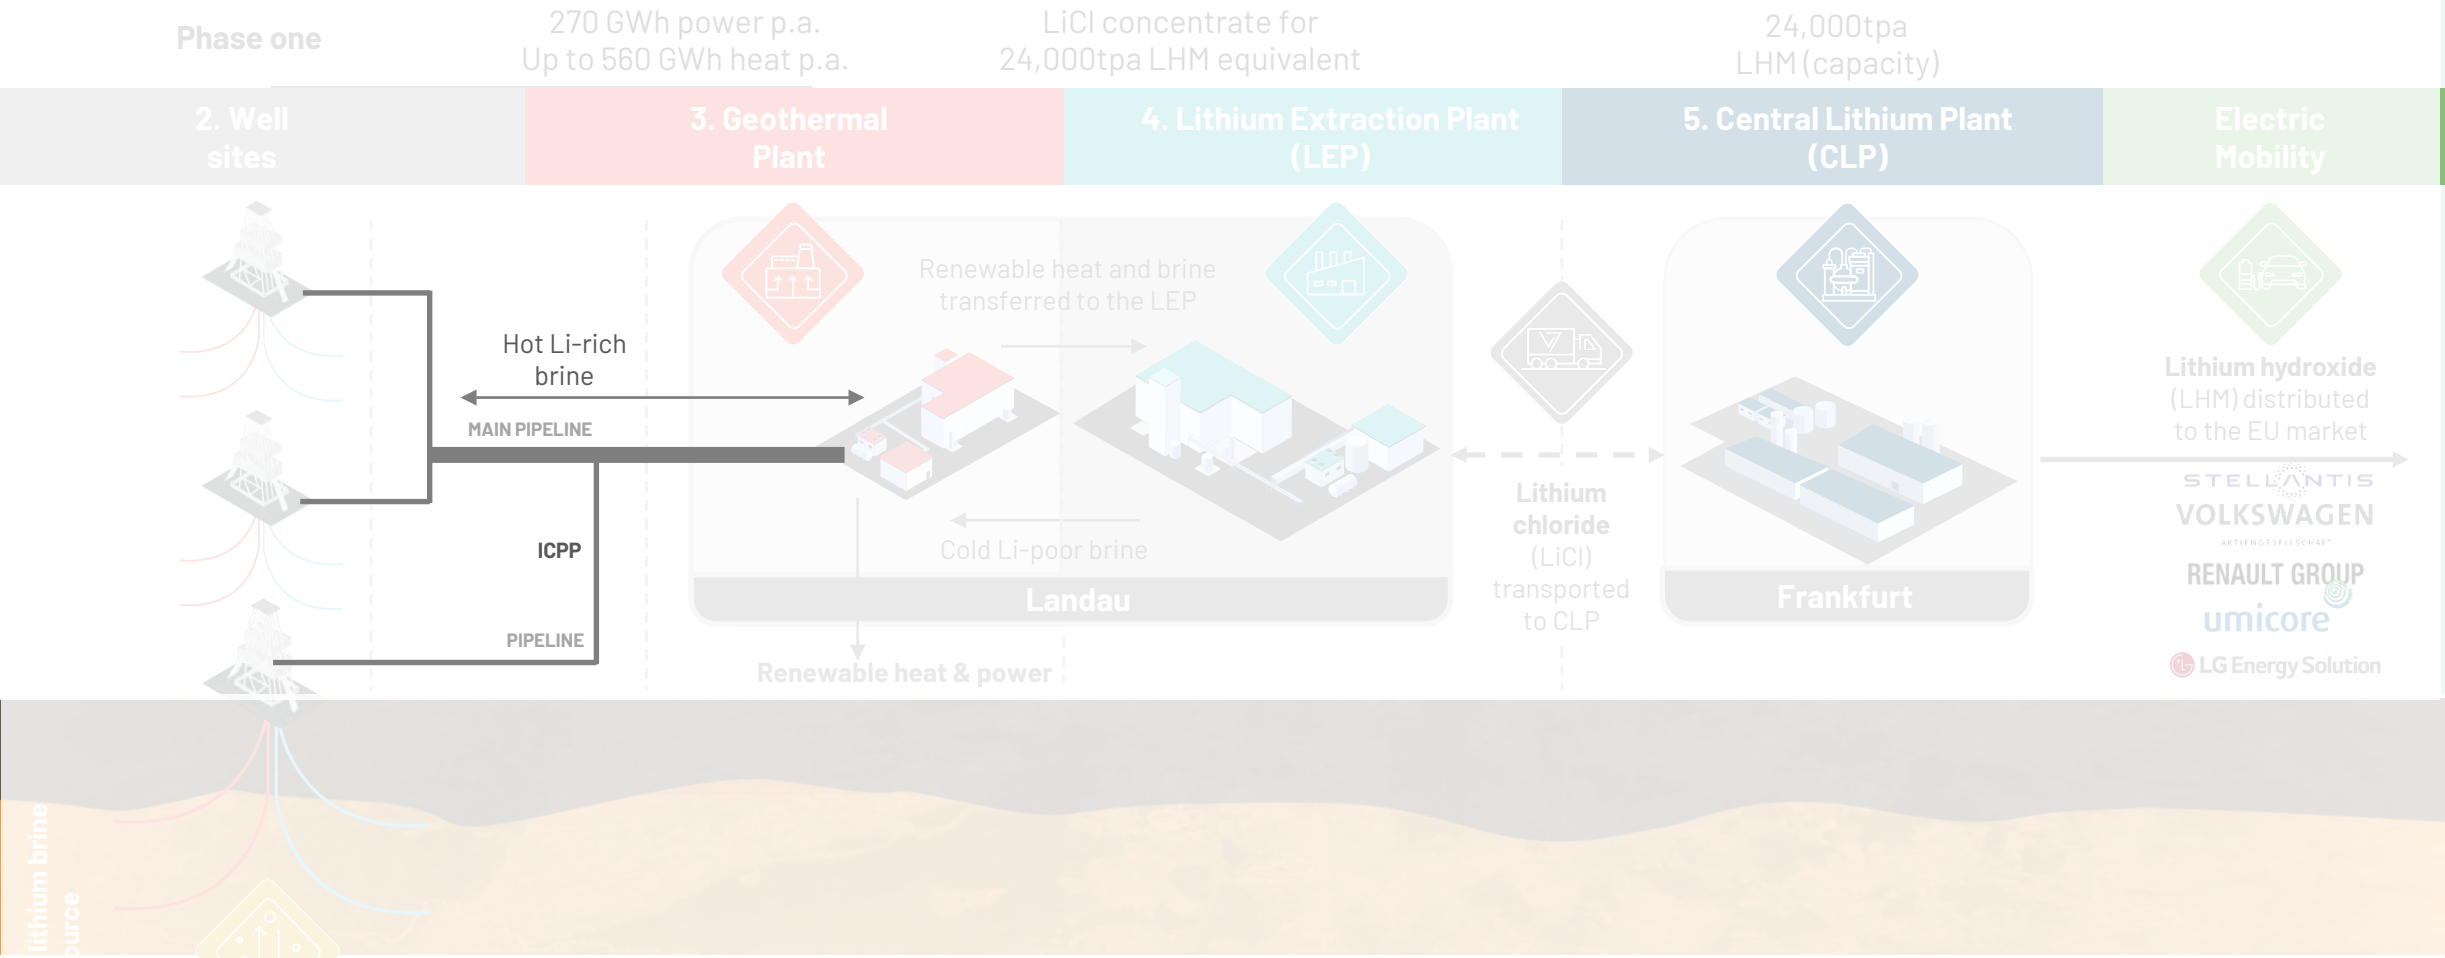 Phase one
270 GWh power p.a.
Up to 560 GWh heat p.a.
LiCl concentrate for
24,000tpa LHM equivalent
24,000tpa
LHM (capacity)
2. Well
sites
3. Geothermal
Plant
4. Lithium Extraction Plant
(LEP)
5. Central Lithium Plant
(CLP)
Electric
Mobility
Hot Li-rich
brine
MAIN PIPELINE
ICPP
PIPELINE
Renewable heat and brine
transferred to the LEP
Cold Li-poor brine
Landau
Renewable heat & power
Lithium
chloride
(LiCl)
transported
to CLP
Frankfurt
Lithium hydroxide
(LHM) distributed
to the EU market
STELLANTIS
VOLKSWAGEN
AKTIENGESELLSCHAFT
RENAULT GROUP
umicore
LG Energy Solution
lithium brine